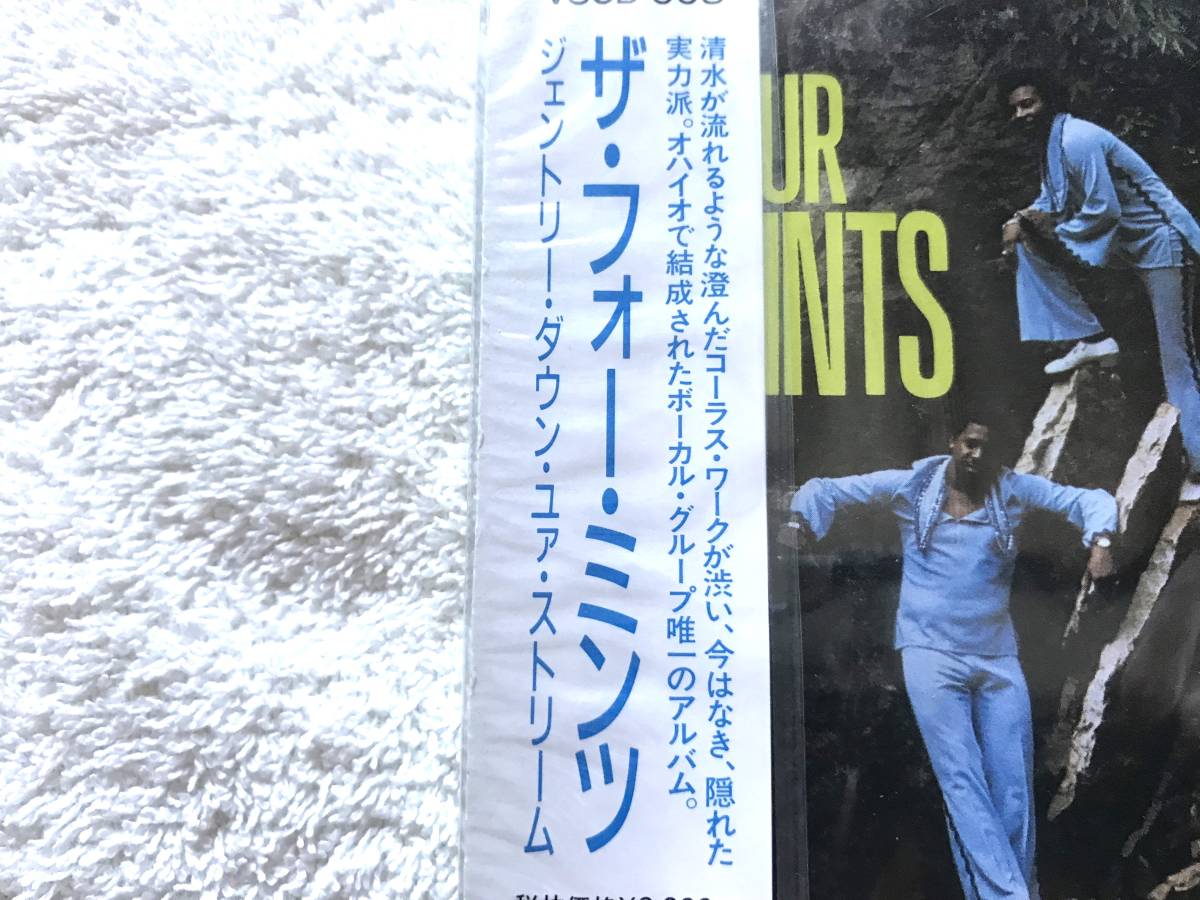 清水が流れるような澄んだコーラス・ワークが渋い、今はなき、隠れた
実力派。オハイオで結成されたボーカル・グループ唯一のアルバム。
ザ・フォー・ミンツ
ジェントリー・ダウン・ユア・ストリーム
UR
INTS